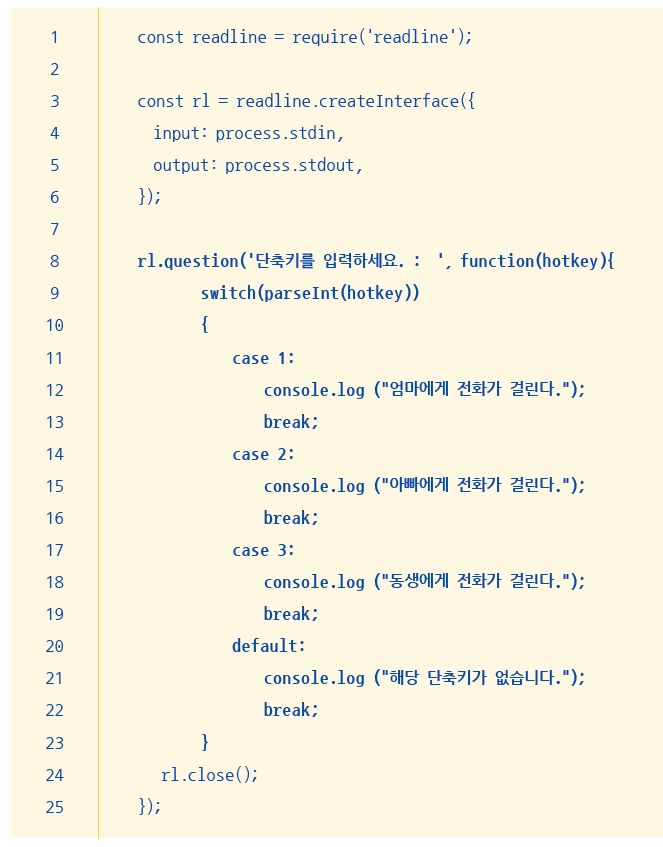 1 const readline = require('readline');
2
3 const rl = readline.createInterface({
4 input: process.stdin,
5 output: process.stdout,
6 });
7
8 rl.question('단축키를 입력하세요. : ', function(hotkey){
9 switch(parseInt(hotkey))
10 {
11 case 1:
12 console.log ("엄마에게 전화가 걸린다.");
13 break;
14 case 2:
15 console.log ("아빠에게 전화가 걸린다.");
16 break;
17 case 3:
18 console.log ("동생에게 전화가 걸린다.");
19 break;
20 default:
21 console.log ("해당 단축키가 없습니다.");
22 break;
23 }
24 rl.close();
25 });